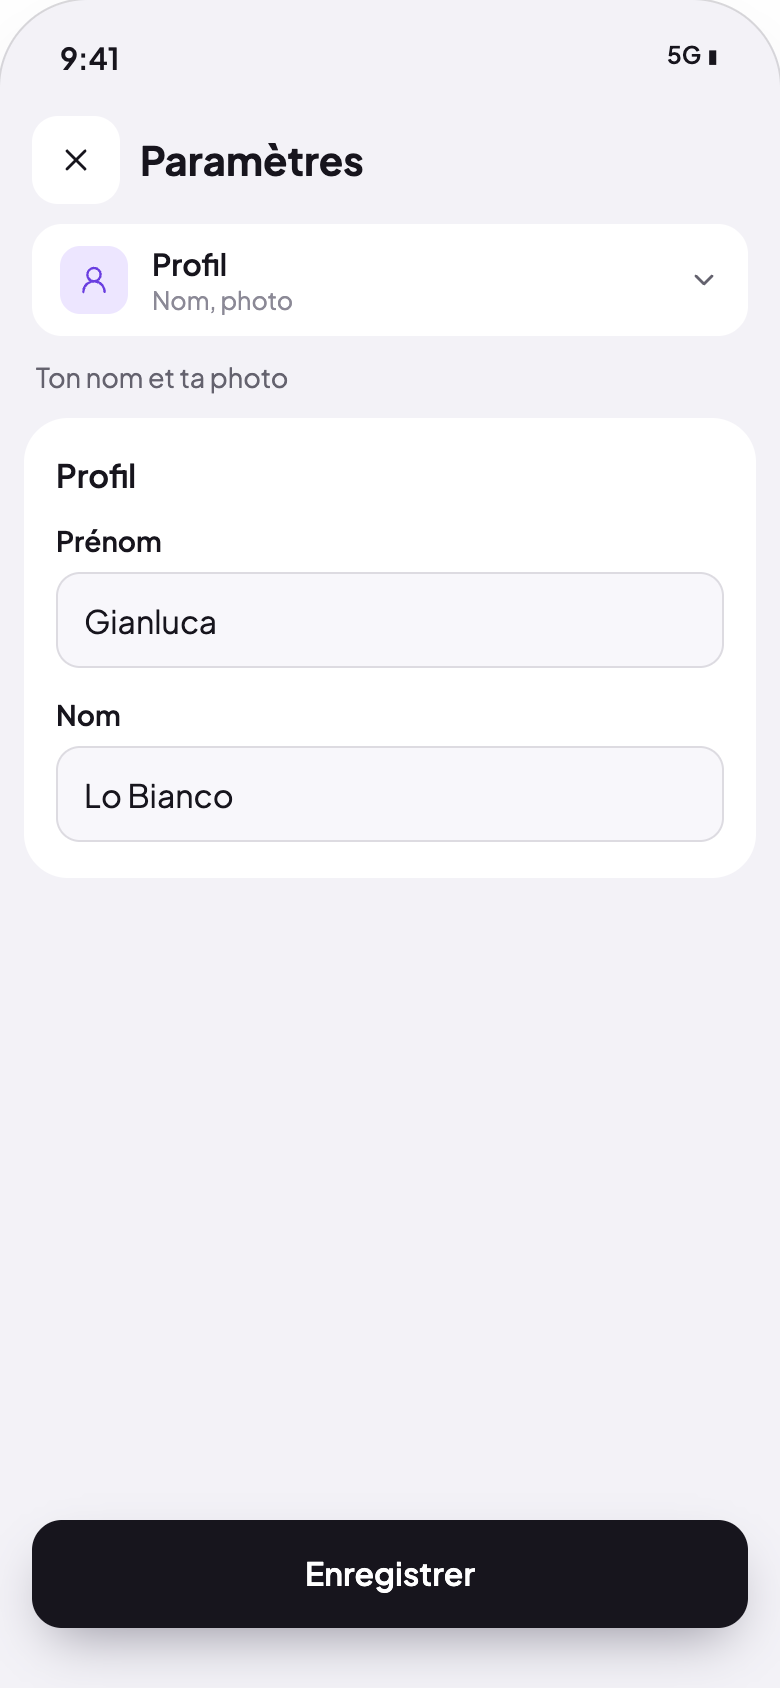 9:41
5G
Paramètres
Profil
Nom, photo
Ton nom et ta photo
Profil
Prénom
Gianluca
Nom
Lo Bianco
Enregistrer